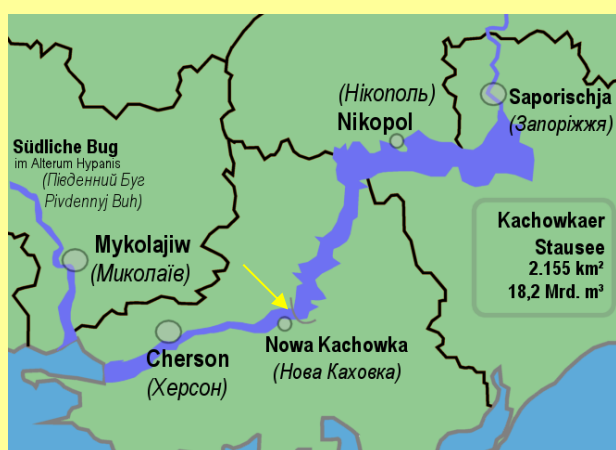 (Нікополь)
Nikopol
Saporischja
(Запоріжжя)
Südliche Bug
im Alterum Hypanis
(Південний Буг
Pivdennyj Buh)
Mykolajiw
(Миколаїв)
Kachowkaer
Stausee
2.155 km²
18,2 Mrd. m³
Cherson
(Херсон)
Nowa Kachowka
(Нова Каховка)